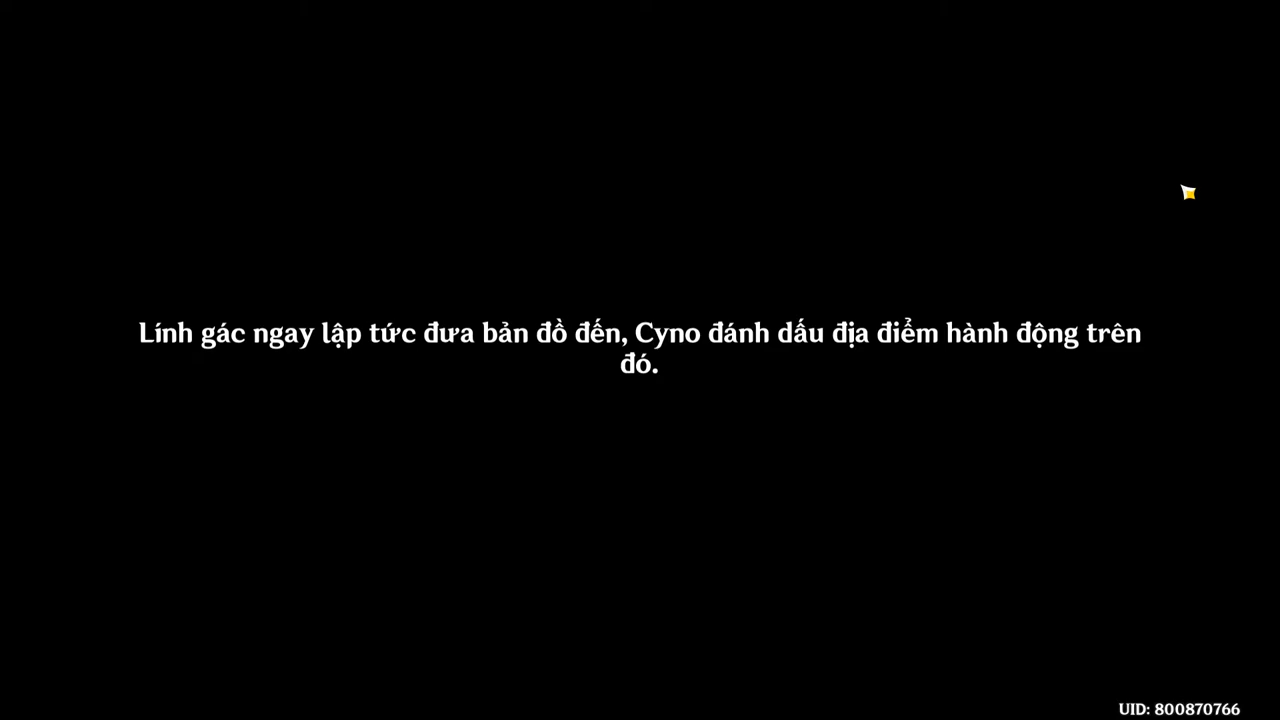 Lính gác ngay lập tức đưa bản đồ đến, Cyno đánh dấu địa điểm hành động trên
đó.
UID: 800870766